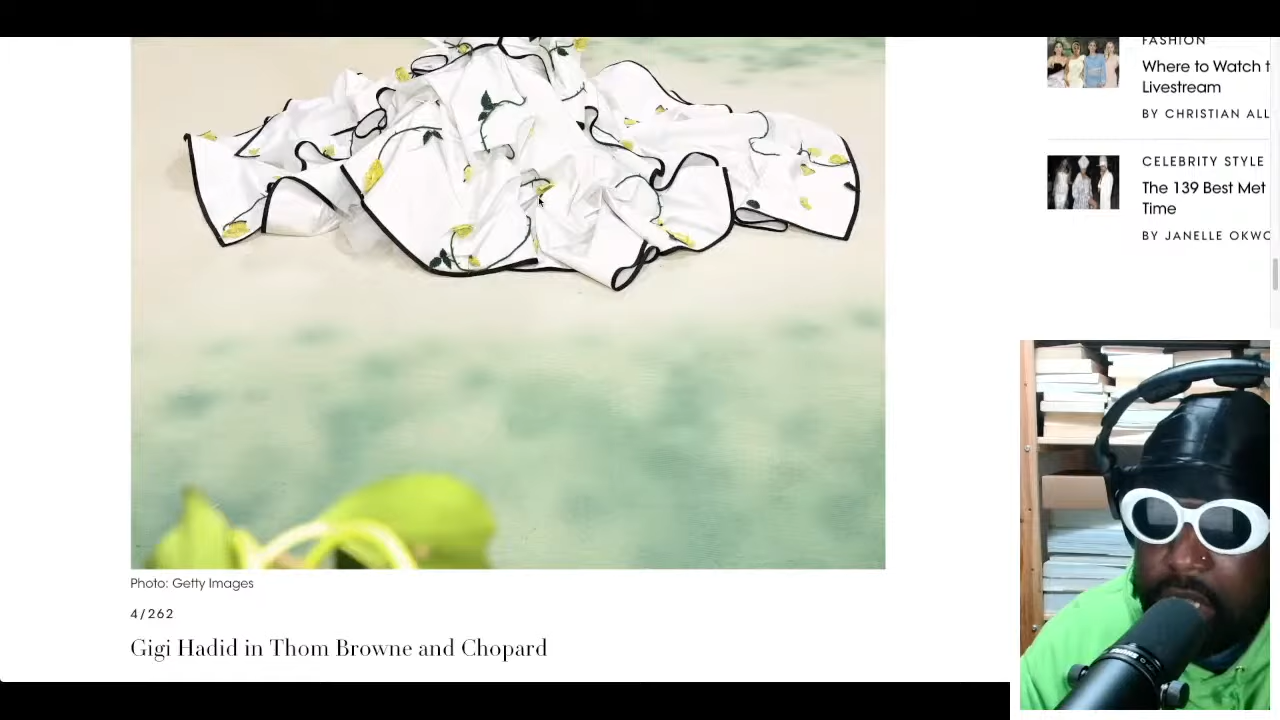 FASHION
Where to Watch t
Livestream
BY CHRISTIAN ALL
CELEBRITY STYLE
The 139 Best Met
Time
BY JANELLE OKWO
Photo: Getty Images
4/262
Gigi Hadid in Thom Browne and Chopard